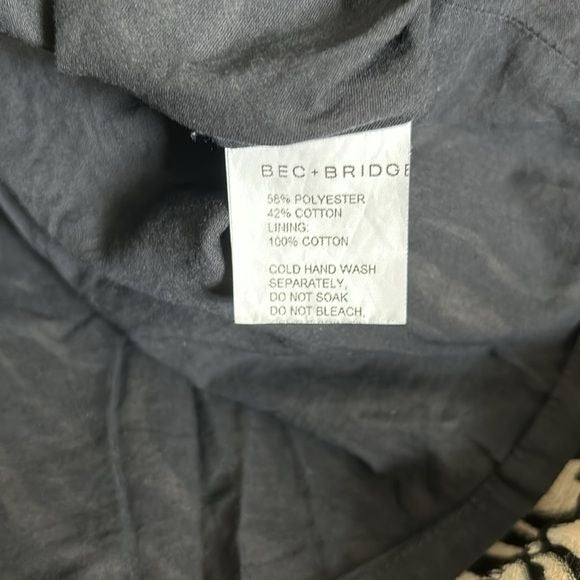 BEC + BRIDGE
58% POLYESTER
42% COTTON
LINING:
100% COTTON
COLD HAND WASH
SEPARATELY,
DO NOT SOAK
DO NOT BLEACH,